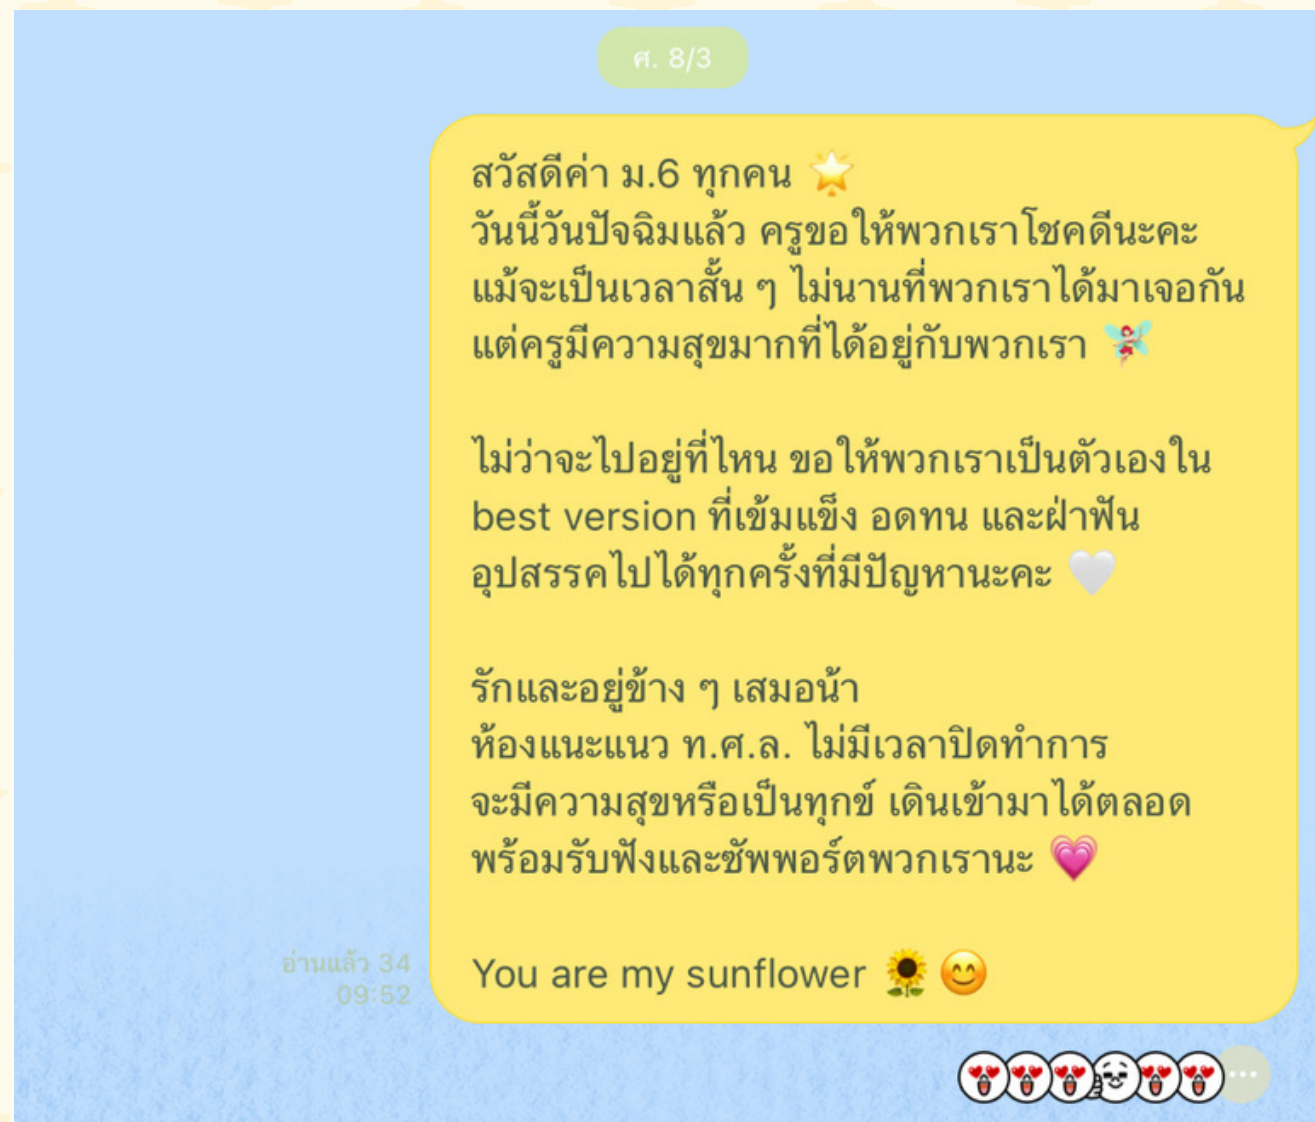 ศ. 8/3
สวัสดีค่า ม.6 ทุกคน 🌟
วันนี้วันปัจฉิมแล้ว ครูขอให้พวกเราโชคดีนะคะ
แม้จะเป็นเวลาสั้น ๆ ไม่นานที่พวกเราได้มาเจอกัน
แต่ครูมีความสุขมากที่ได้อยู่กับพวกเรา 🧚🏻
ไม่ว่าจะไปอยู่ที่ไหน ขอให้พวกเราเป็นตัวเองใน
best version ที่เข้มแข็ง อดทน และฝ่าฟัน
อุปสรรคไปได้ทุกครั้งที่มีปัญหานะคะ 🤍
รักและอยู่ข้าง ๆ เสมอน้า
ห้องแนะแนว ท.ศ.ล. ไม่มีเวลาปิดทำการ
จะมีความสุขหรือเป็นทุกข์ เดินเข้ามาได้ตลอด
พร้อมรับฟังและซัพพอร์ตพวกเรานะ 💗
You are my sunflower 🌻😊
อ่านแล้ว 34
09:52